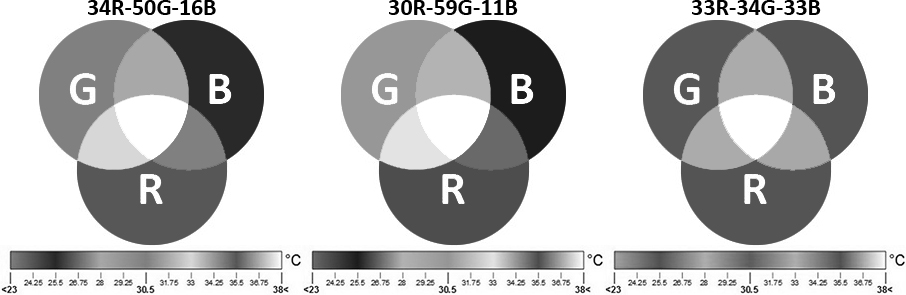 34R-50G-16B 30R-59G-11B 33R-34G-33B
G B G B G B
R R R
°C °C °C
24.25 25.5 26.75 28 29.25 31.75 33 34.25 35.5 36.75 24.25 25.5 26.75 28 29.25 31.75 33 34.25 35.5 36.75 24.25 25.5 26.75 28 29.25 31.75 33 34.25 35.5 36.75
<23 30.5 38< <23 30.5 38< <23 30.5 38<